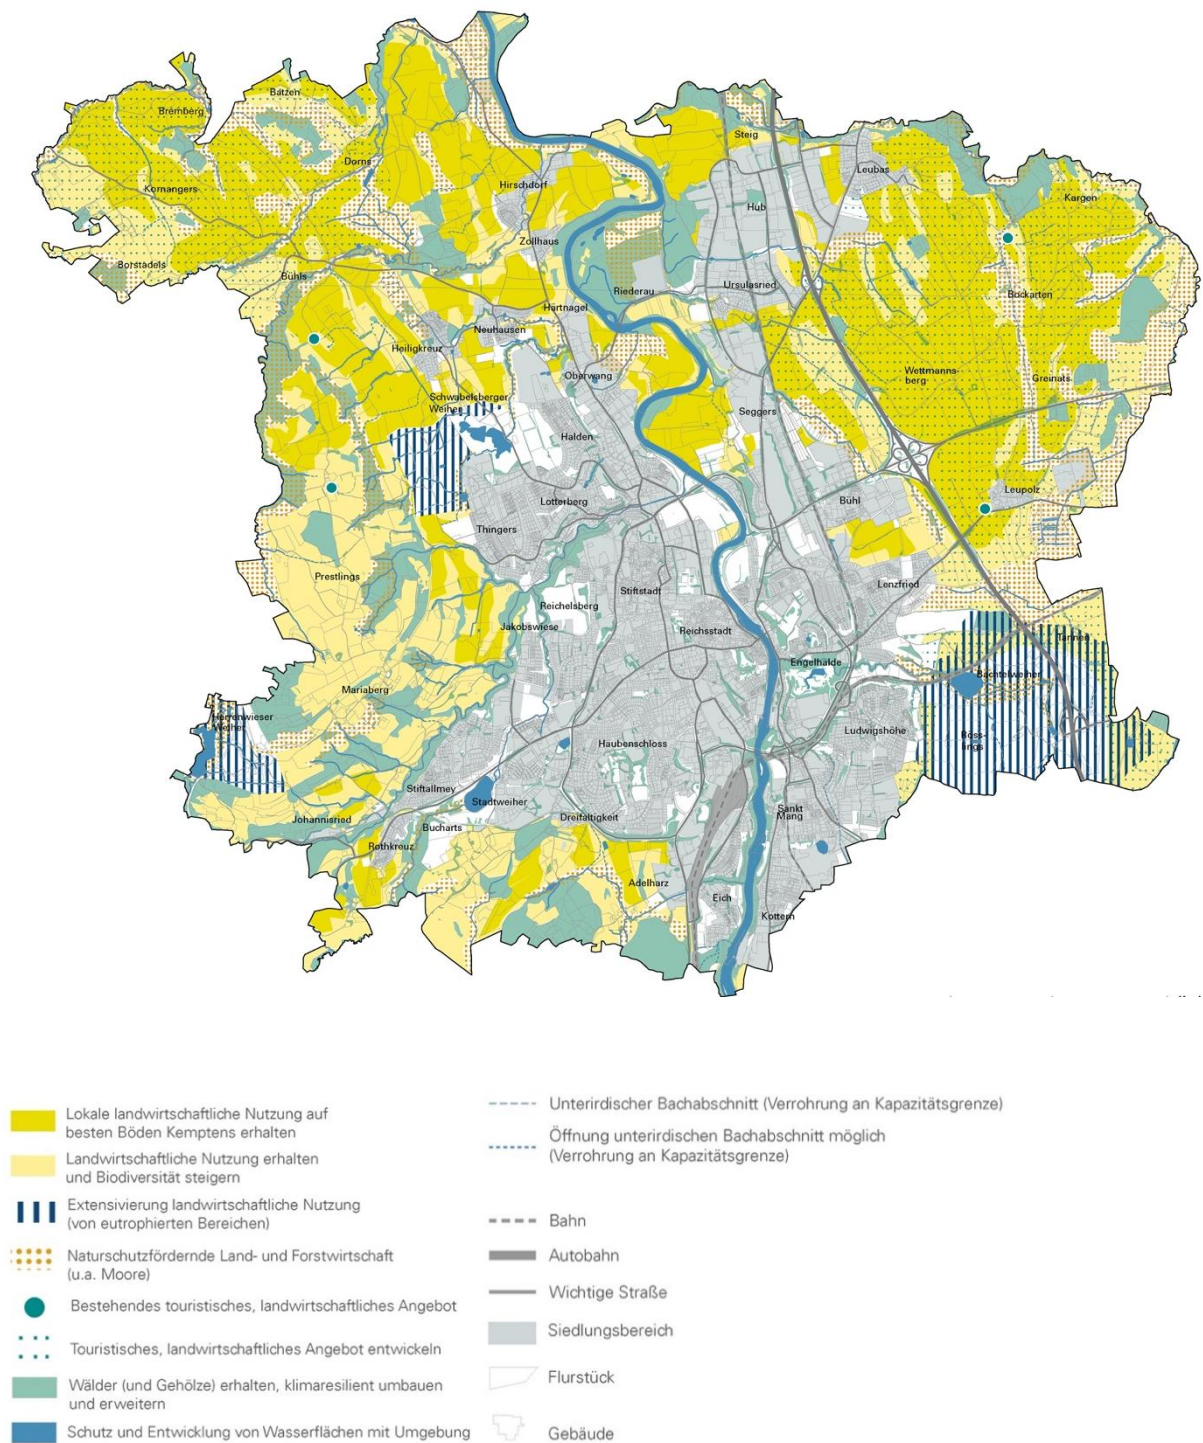 Batzen
Bremberg
Steig
Dorns
Leubas
Hirschdorf
Kornangers
Kargen
Hub
Zollhaus
Borstadels
Bühls
Ursulasried
Riederau
Bockarten
Härtnagel
Neuhausen
Heiligkreuz
Wettmanns-
berg
Oberwang
Greinats
Schwabelsberger
Weiher
Seggers
Halden
Leupolz
Lotterberg
Bühl
Thingers
Prestlings
Stiftstadt
Lenzfried
Reichelsberg
Jakobswiese
Reichsstadt
Tannen
Engelhalde
Bachtelweiher
Mariaberg
Herrenwieser
Weiher
Ludwigshöhe
Röss-
lings
Haubenschloss
Stiftallmey
Stadtweiher
Sankt
Mang
Johannisried
Dreifaltigkeit
Bucharts
Rothkreuz
Adelharz
Eich
Kottern
Lokale landwirtschaftliche Nutzung auf
besten Böden Kemptens erhalten
Landwirtschaftliche Nutzung erhalten
und Biodiversität steigern
Extensivierung landwirtschaftliche Nutzung
(von eutrophierten Bereichen)
Naturschutzfördernde Land- und Forstwirtschaft
(u.a. Moore)
Bestehendes touristisches, landwirtschaftliches Angebot
Touristisches, landwirtschaftliches Angebot entwickeln
Wälder (und Gehölze) erhalten, klimaresilient umbauen
und erweitern
Schutz und Entwicklung von Wasserflächen mit Umgebung
Unterirdischer Bachabschnitt (Verrohrung an Kapazitätsgrenze)
Öffnung unterirdischen Bachabschnitt möglich
(Verrohrung an Kapazitätsgrenze)
Bahn
Autobahn
Wichtige Straße
Siedlungsbereich
Flurstück
Gebäude